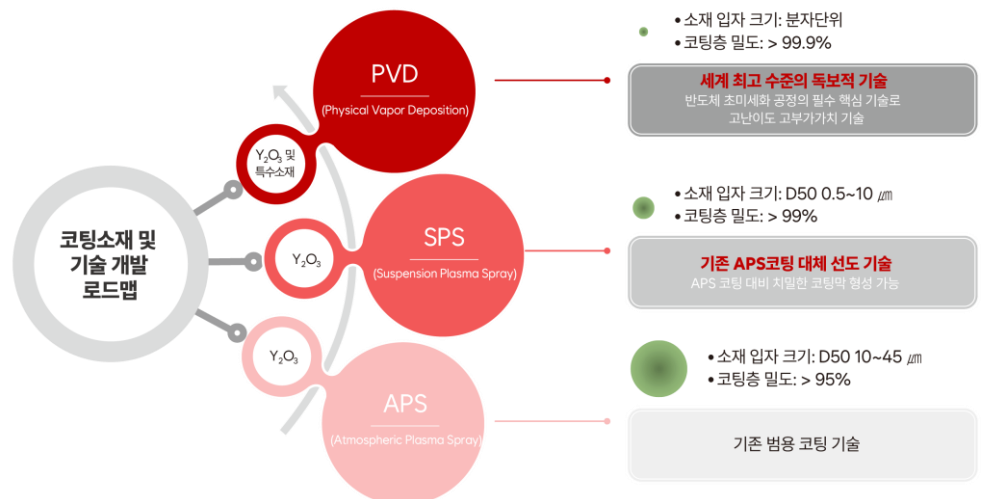 코팅소재 및
기술 개발
로드맵
Y₂O₃ 및
특수소재
PVD
(Physical Vapor Deposition)
• 소재 입자 크기: 분자단위
• 코팅층 밀도: > 99.9%
세계 최고 수준의 독보적 기술
반도체 초미세화 공정의 필수 핵심 기술로
고난이도 고부가가치 기술
Y₂O₃
SPS
(Suspension Plasma Spray)
• 소재 입자 크기: D50 0.5~10 ㎛
• 코팅층 밀도: > 99%
기존 APS코팅 대체 선도 기술
APS 코팅 대비 치밀한 코팅막 형성 가능
Y₂O₃
APS
(Atmospheric Plasma Spray)
• 소재 입자 크기: D50 10~45 ㎛
• 코팅층 밀도: > 95%
기존 범용 코팅 기술